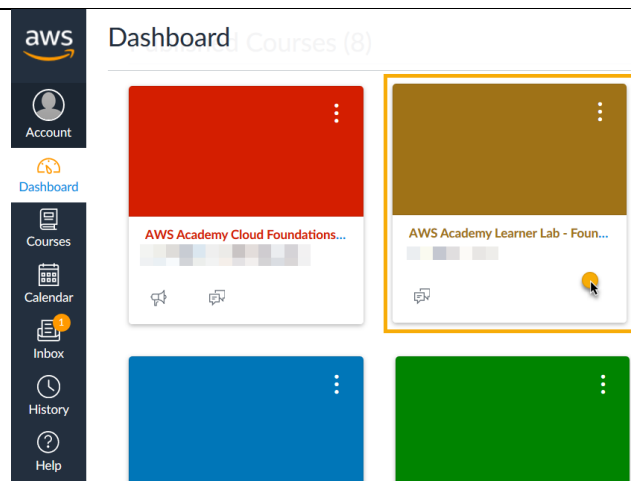 aws
Dashboard
Published Courses (8)
Account
Dashboard
Courses
Calendar
1
Inbox
History
Help
AWS Academy Cloud Foundations...
AWS Academy Learner Lab - Foun...